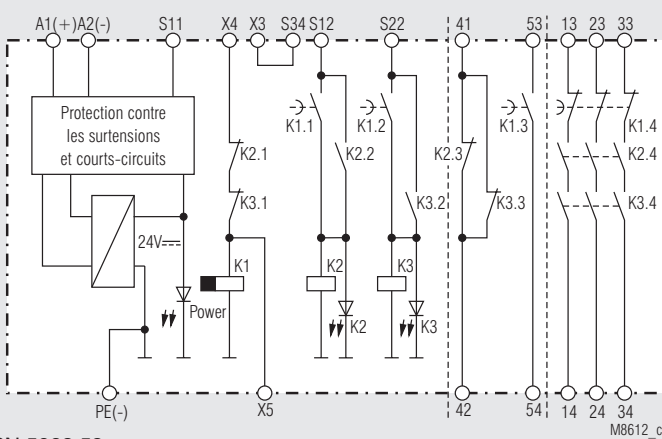 A1(+) A2(-) S11 X4 X3 S34 S12 S22 41 53 13 23 33
Protection contre
les surtensions
et courts-circuits
K1.1 K1.2 K1.3 K1.4
K2.1 K2.2 K2.3 K2.4
K3.1 K3.2 K3.3 K3.4
24V
K1 K2 K3
Power K2 K3
PE(-) X5 42 54 14 24 34
M8612_c